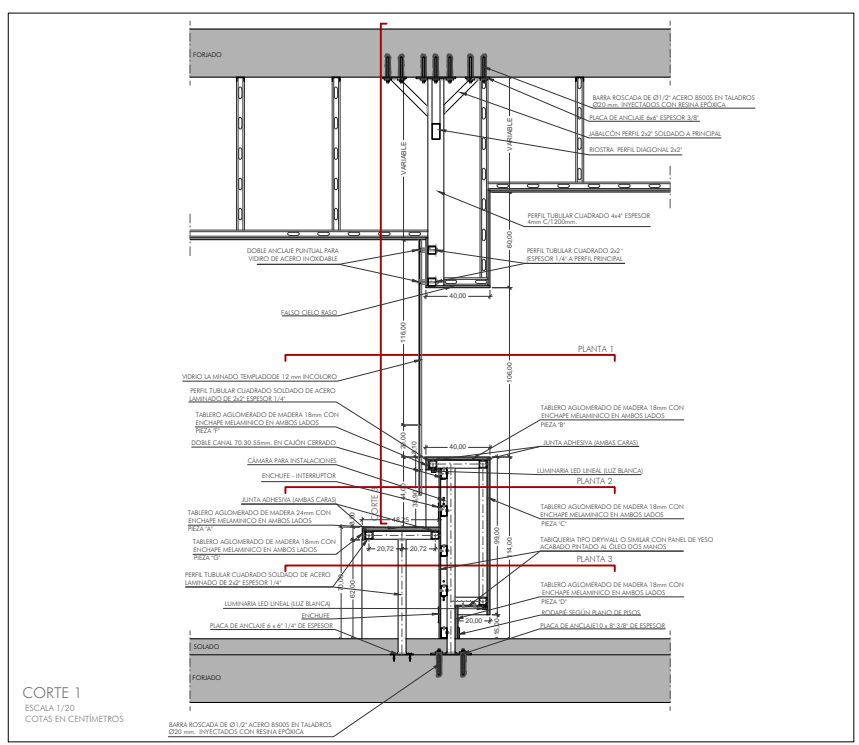 FORJADO
BARRA ROSCADA DE Ø1/2" ACERO B500S EN TALADROS
Ø20 mm. INYECTADOS CON RESINA EPÓXICA
PLACA DE ANCLAJE 6x6" ESPESOR 3/8"
JABALCÓN PERFIL 2x2" SOLDADO A PRINCIPAL
RIOSTRA PERFIL DIAGONAL 2x2"
VARIABLE
VARIABLE
PERFIL TUBULAR CUADRADO 4x4" ESPESOR
4mm C/1200mm.
60,00
DOBLE ANCLAJE PUNTUAL PARA
VIDIRO DE ACERO INOXIDABLE
PERFIL TUBULAR CUADRADO 2x2"
(ESPESOR 1/4" A PERFIL PRINCIPAL
40,00
FALSO CIELO RASO
116,00
PLANTA 1
106,00
VIDRIO LA MINADO TEMPLADODE 12 mm INCOLORO
PERFIL TUBULAR CUADRADO SOLDADO DE ACERO
LAMINADO DE 2x2" ESPESOR 1/4"
TABLERO AGLOMERADO DE MADERA 18mm CON
ENCHAPE MELAMINICO EN AMBOS LADOS
PIEZA "F"
TABLERO AGLOMERADO DE MADERA 18mm CON
ENCHAPE MELAMINICO EN AMBOS LADOS
PIEZA "B"
DOBLE CANAL 70.30.55mm. EN CAJÓN CERRADO
40,00
JUNTA ADHESIVA (AMBAS CARAS)
CÁMARA PARA INSTALACIONES
LUMINARIA LED LINEAL (LUZ BLANCA)
ENCHUFE - INTERRUPTOR
PLANTA 2
JUNTA ADHESIVA (AMBAS CARAS)
CORTE
48,25
TABLERO AGLOMERADO DE MADERA 24mm CON
ENCHAPE MELAMINICO EN AMBOS LADOS
PIEZA "A"
TABLERO AGLOMERADO DE MADERA 18mm CON
ENCHAPE MELAMINICO EN AMBOS LADOS
PIEZA "C"
99,00
114,00
TABLERO AGLOMERADO DE MADERA 18mm CON
ENCHAPE MELAMINICO EN AMBOS LADOS
PIEZA "G"
20,72
20,72
TABIQUERIA TIPO DRYWALL O SIMILAR CON PANEL DE YESO
ACABADO PINTADO AL ÓLEO DOS MANOS
PLANTA 3
PERFIL TUBULAR CUADRADO SOLDADO DE ACERO
LAMINADO DE 2x2" ESPESOR 1/4"
TABLERO AGLOMERADO DE MADERA 18mm CON
ENCHAPE MELAMINICO EN AMBOS LADOS
PIEZA "D"
LUMINARIA LED LINEAL (LUZ BLANCA)
ENCHUFE
RODAPIÉ SEGÚN PLANO DE PISOS
20,00
15,00
PLACA DE ANCLAJE 6 x 6" 1/4" DE ESPESOR
PLACA DE ANCLAJE10 x 8" 3/8" DE ESPESOR
SOLADO
FORJADO
CORTE 1
ESCALA 1/20
COTAS EN CENTÍMETROS
BARRA ROSCADA DE Ø1/2" ACERO B500S EN TALADROS
Ø20 mm. INYECTADOS CON RESINA EPÓXICA